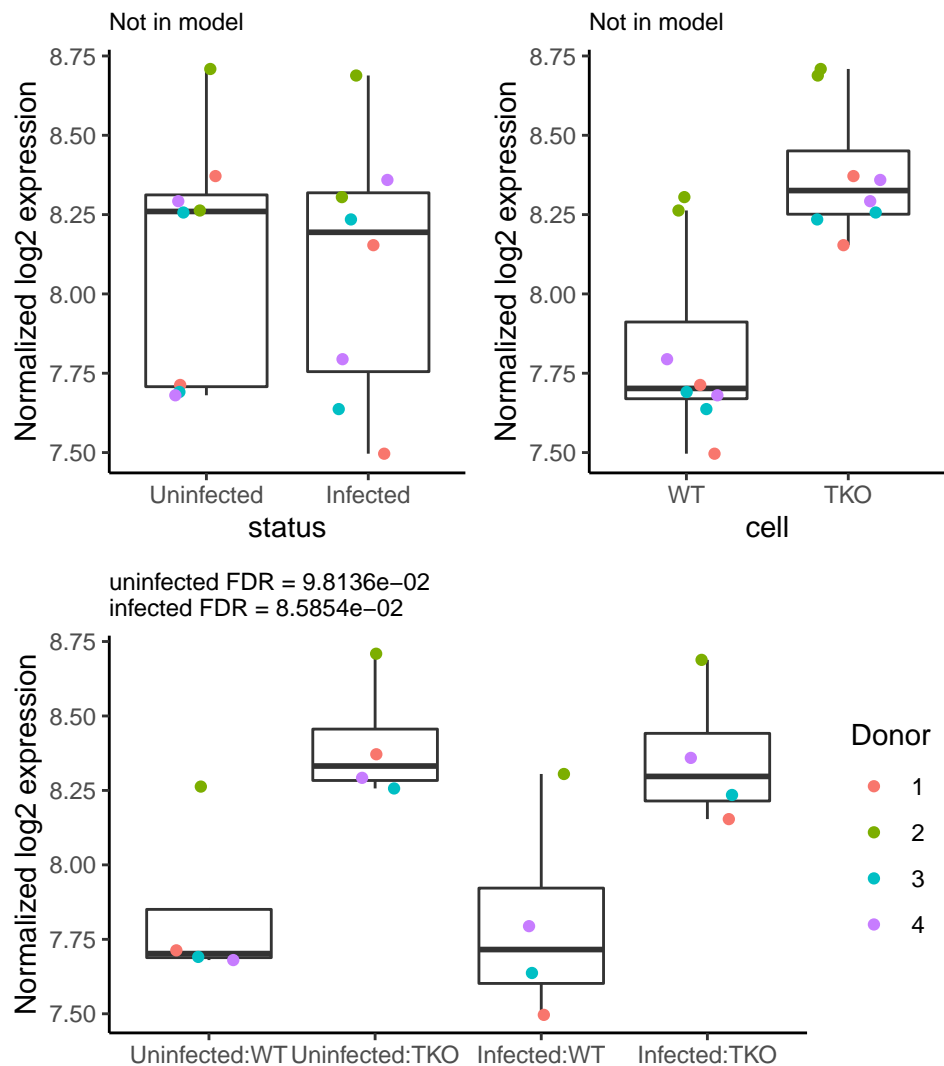 Not in model
Normalized log2 expression
8.75
8.50
8.25
8.00
7.75
7.50
Uninfected Infected
status
Not in model
Normalized log2 expression
8.75
8.50
8.25
8.00
7.75
7.50
WT TKO
cell
uninfected FDR = 9.8136e−02
infected FDR = 8.5854e−02
Normalized log2 expression
8.75
8.50
8.25
8.00
7.75
7.50
Uninfected:WT Uninfected:TKO Infected:WT Infected:TKO
Donor
1
2
3
4